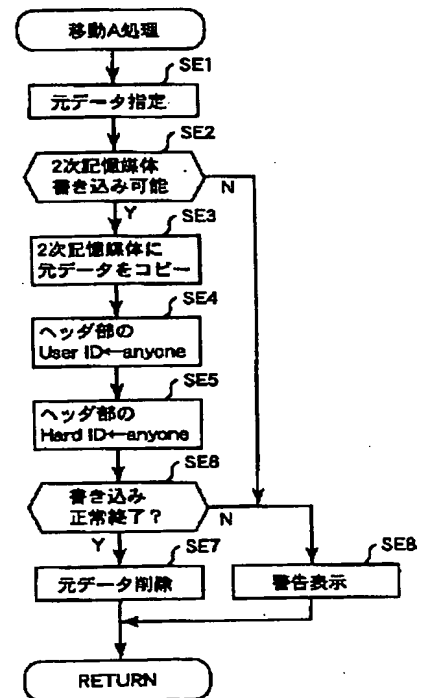 移動A処理
SE1
元データ指定
SE2
2次記憶媒体
書き込み可能
N
Y
SE3
2次記憶媒体に
元データをコピー
SE4
ヘッダ部の
User ID←anyone
SE5
ヘッダ部の
Hard ID←anyone
SE6
書き込み
正常終了?
N
Y
SE7
元データ削除
SE8
警告表示
RETURN